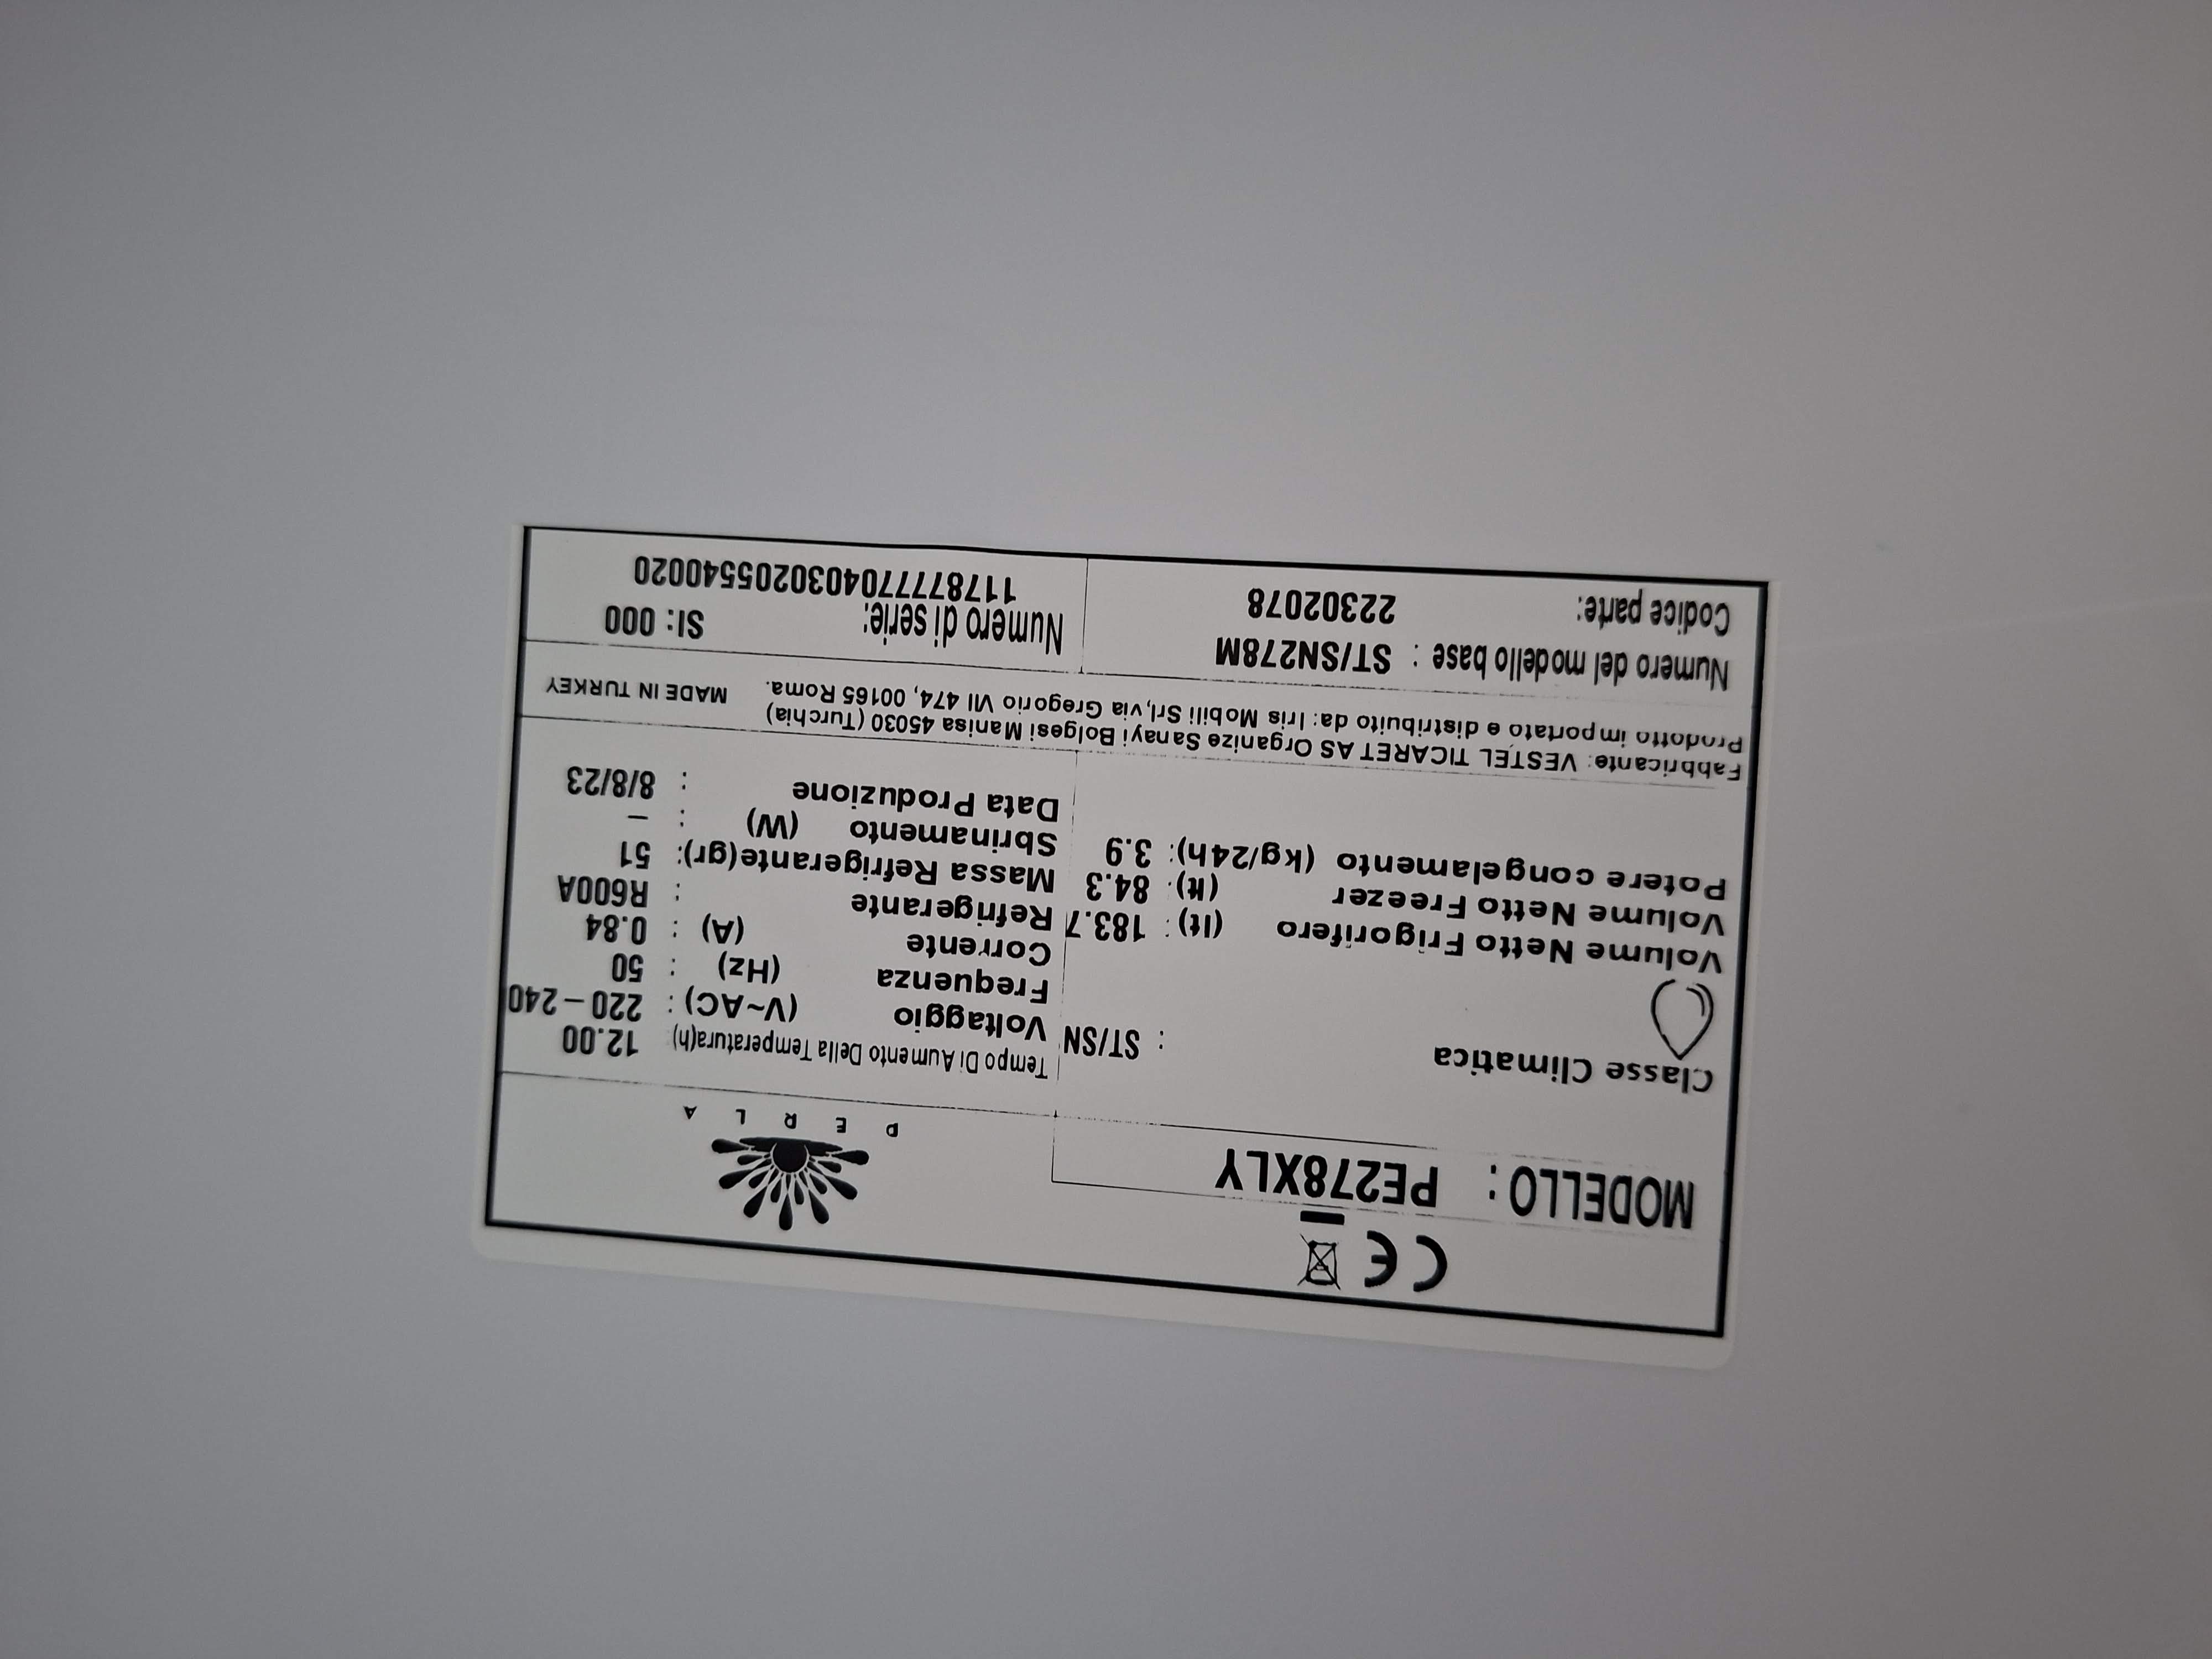 CE
MODELLO: PE278XLY
PERLA
Classe Climatica : ST/SN
Volume Netto Frigorifero (lt): 183.7
Volume Netto Freezer (lt): 84.3
Potere congelamento (kg/24h): 3.9
Tempo Di Aumento Della Temperatura(h) 12.00
Voltaggio (V~AC): 220-240
Frequenza (Hz) : 50
Corrente (A) : 0.84
Refrigerante : R600A
Massa Refrigerante(gr): 51
Sbrinamento (W) : -
Data Produzione : 8/8/23
Fabbricante: VESTEL TICARET AS Organize Sanayi Bolgesi Manisa 45030 (Turchia)
Prodotto importato e distribuito da: Iris Mobili Srl,via Gregorio VII 474, 00165 Roma.
MADE IN TURKEY
Numero del modello base : ST/SN278M
Codice parte: 22302078
Numero di serie: SI: 000
1178777704030205540020